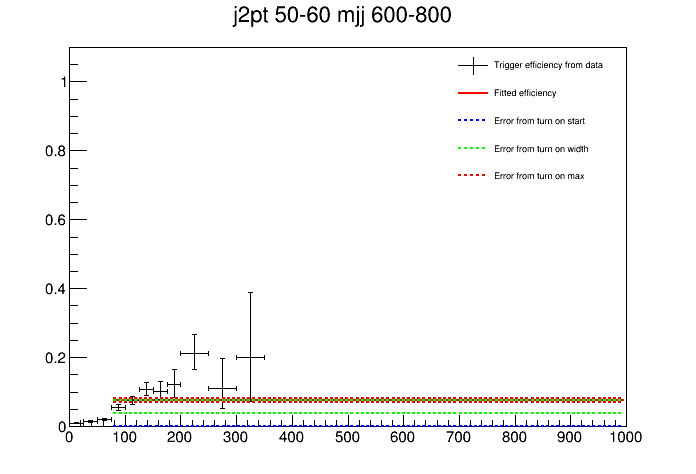 j2pt 50-60 mjj 600-800
Trigger efficiency from data
Fitted efficiency
Error from turn on start
Error from turn on width
Error from turn on max
1
0.8
0.6
0.4
0.2
0
0 100 200 300 400 500 600 700 800 900 1000